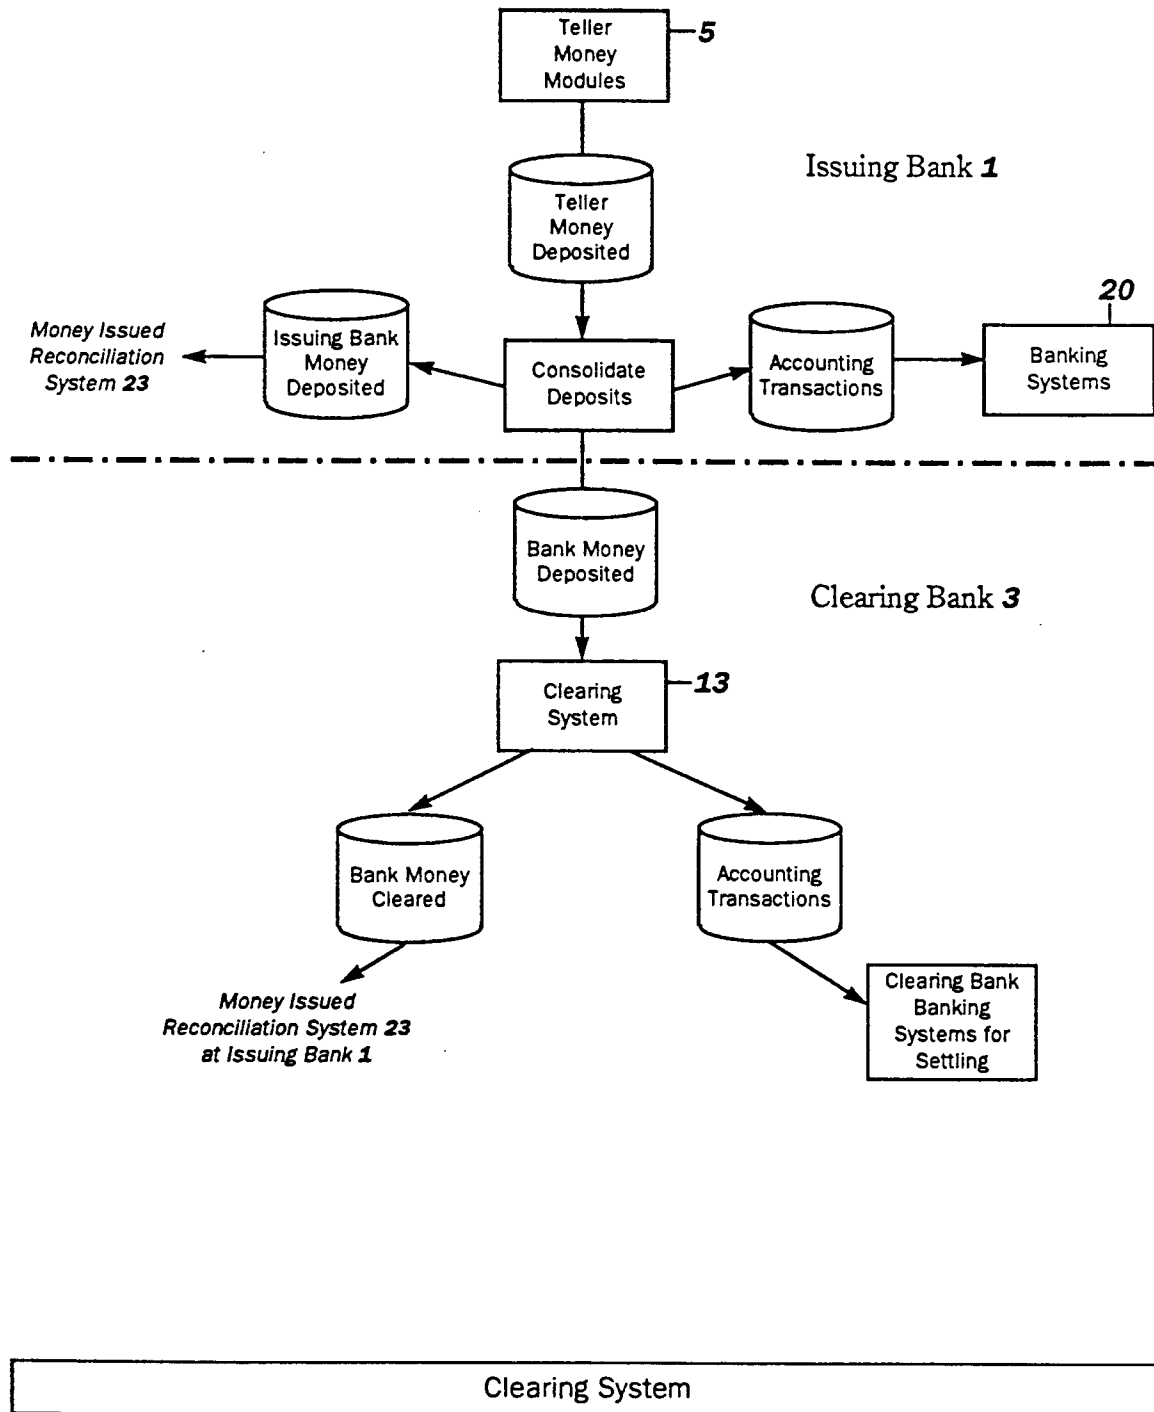 Teller
Money
Modules
5
Teller
Money
Deposited
Issuing Bank 1
Money Issued
Reconciliation
System 23
Issuing Bank
Money
Deposited
Consolidate
Deposits
Accounting
Transactions
20
Banking
Systems
Bank Money
Deposited
Clearing Bank 3
Clearing
System
13
Bank Money
Cleared
Accounting
Transactions
Money Issued
Reconciliation System 23
at Issuing Bank 1
Clearing Bank
Banking
Systems for
Settling
Clearing System